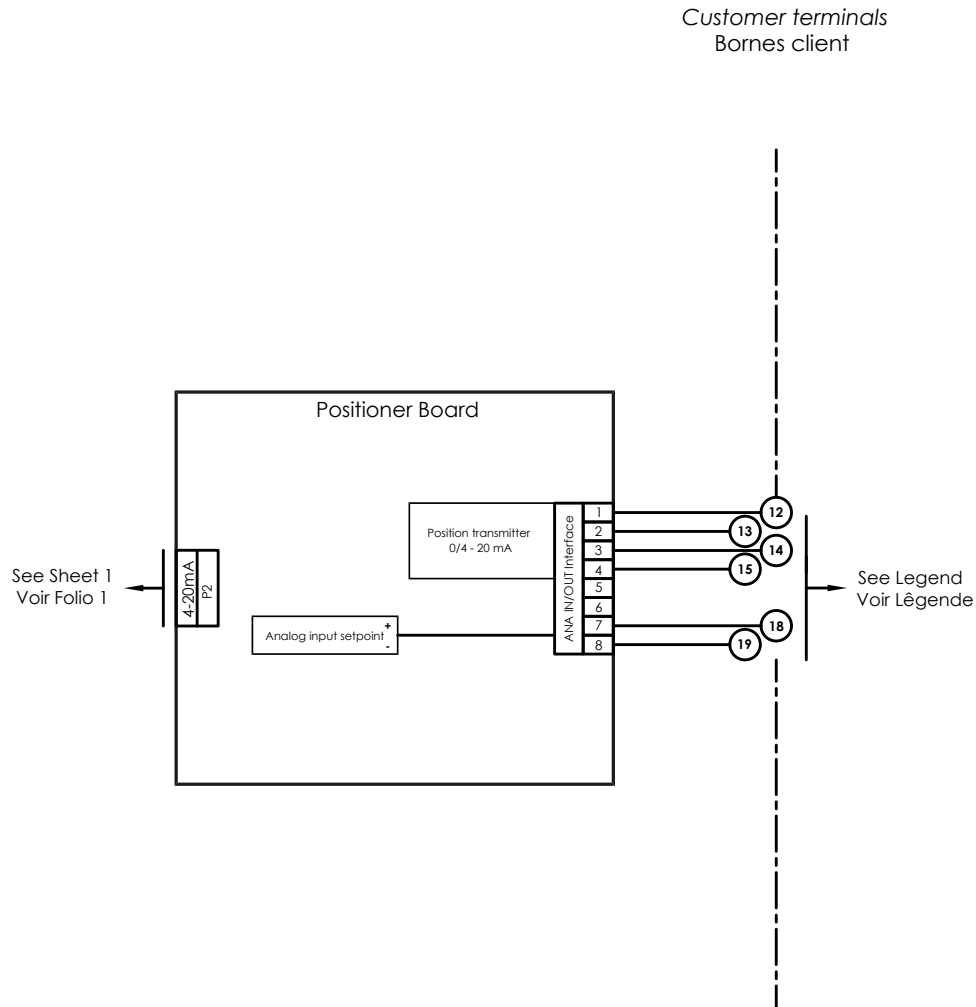 Customer terminals
Bornes client
Positioner Board
Position transmitter
0/4 - 20 mA
ANA IN/OUT Interface
1
2
3
4
5
6
7
8
12
13
14
15
18
19
See Sheet 1
Voir Folio 1
4-20mA
P2
Analog input setpoint
+
-
See Legend
Voir Lêgende